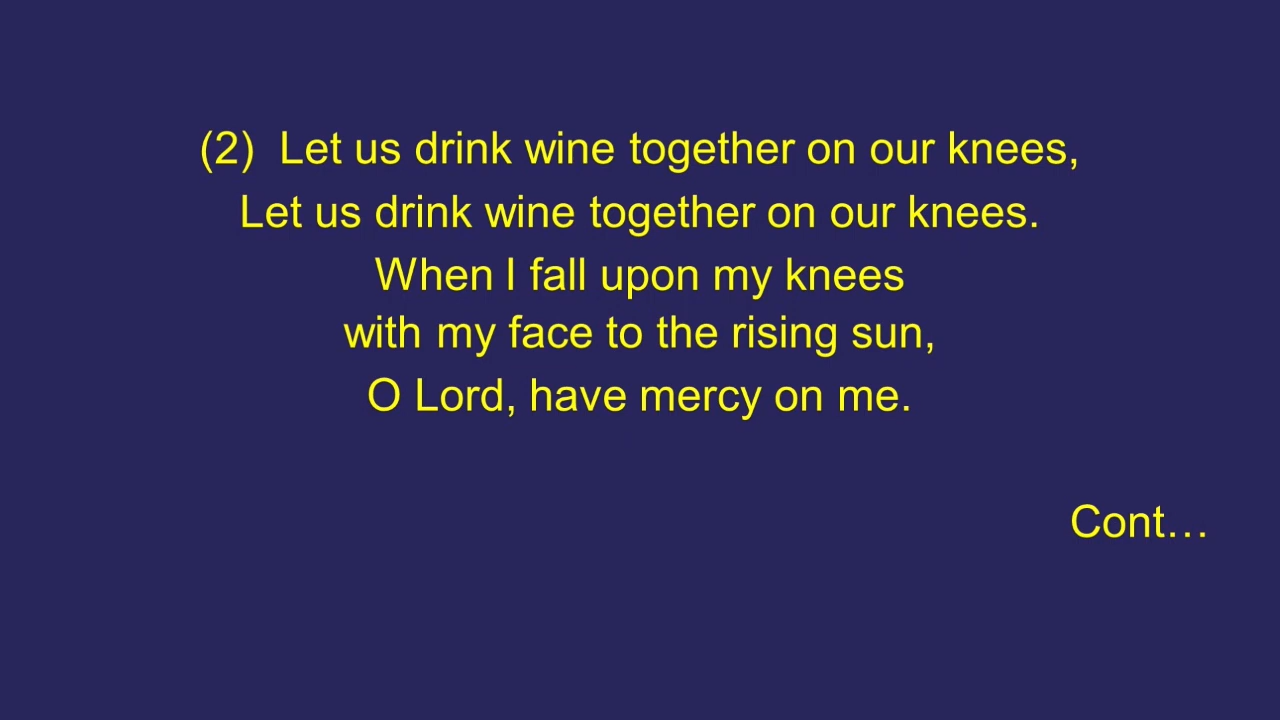 (2)  Let us drink wine together on our knees,
Let us drink wine together on our knees.
When I fall upon my knees
with my face to the rising sun,
O Lord, have mercy on me.
Cont…